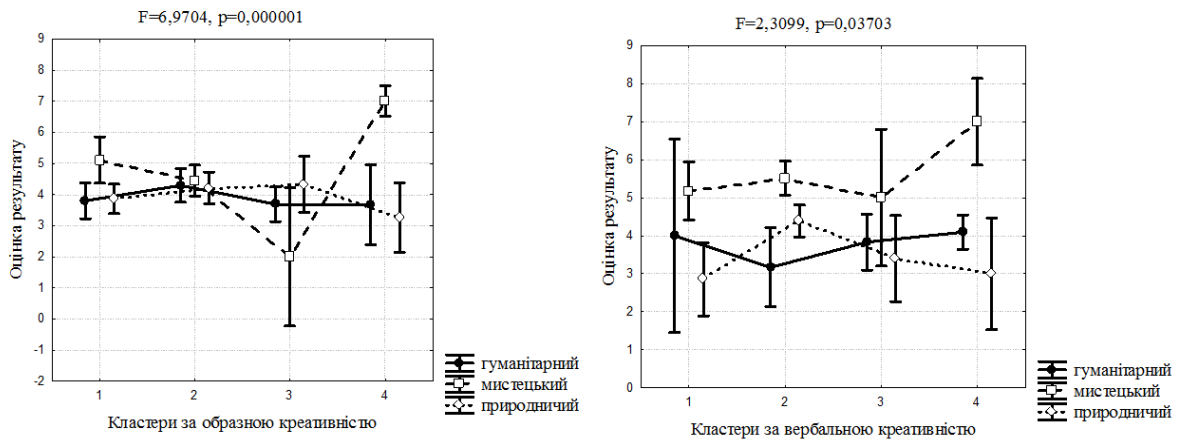 F=6,9704, p=0,000001
9
8
7
6
5
4
3
2
1
0
-1
-2
Оцінка результату
1 2 3 4
Кластери за образною креативністю
гуманітарний
мистецький
природничий
F=2,3099, p=0,03703
9
8
7
6
5
4
3
2
1
0
Оцінка результату
1 2 3 4
Кластери за вербальною креативністю
гуманітарний
мистецький
природничий